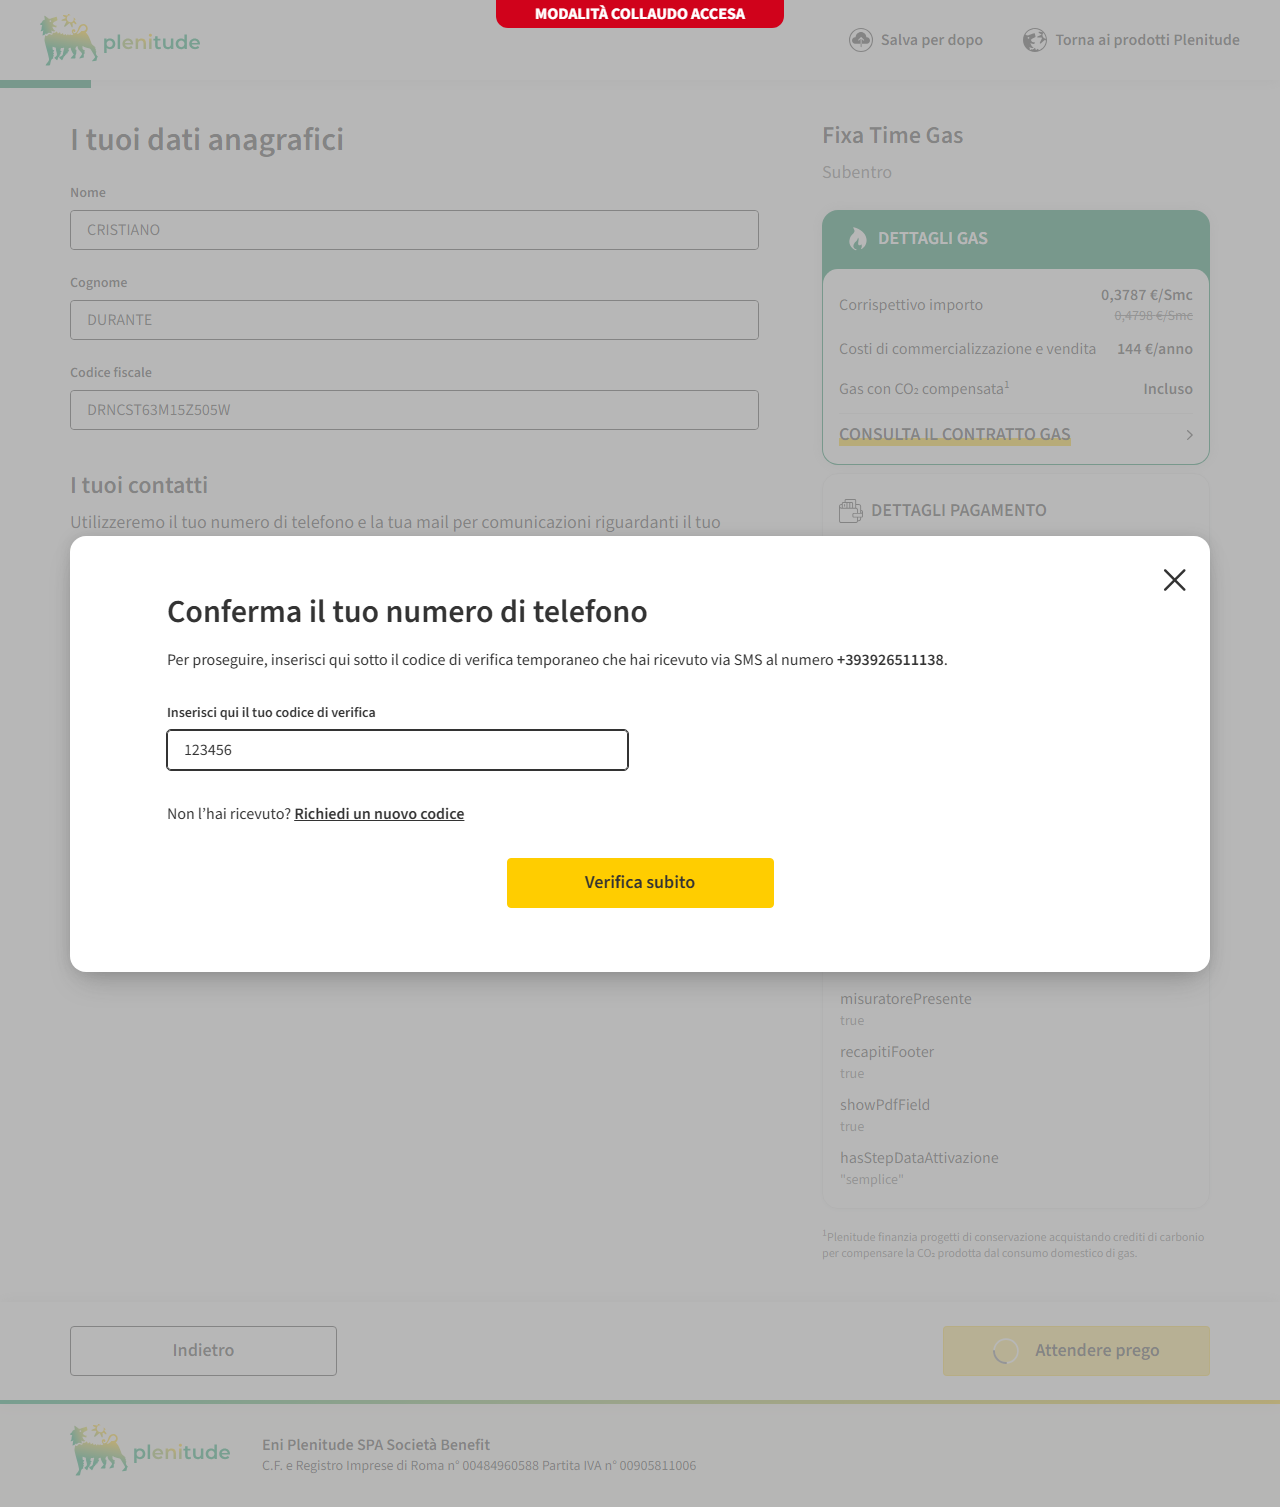 MODALITÀ COLLAUDO ACCESA
plenitude
Salva per dopo
Torna ai prodotti Plenitude
I tuoi dati anagrafici
Nome
CRISTIANO
Cognome
DURANTE
Codice fiscale
DRNCST63M15Z505W
I tuoi contatti
Utilizzeremo il tuo numero di telefono e la tua mail per comunicazioni riguardanti il tuo
Fixa Time Gas
Subentro
DETTAGLI GAS
Corrispettivo importo
0,3787 €/Smc
0,4798 €/Smc
Costi di commercializzazione e vendita 144 €/anno
Gas con CO₂ compensata¹ Incluso
CONSULTA IL CONTRATTO GAS
DETTAGLI PAGAMENTO
Conferma il tuo numero di telefono
Per proseguire, inserisci qui sotto il codice di verifica temporaneo che hai ricevuto via SMS al numero +393926511138.
Inserisci qui il tuo codice di verifica
123456
Non l’hai ricevuto? Richiedi un nuovo codice
Verifica subito
misuratorePresente
true
recapitiFooter
true
showPdfField
true
hasStepDataAttivazione
"semplice"
¹Plenitude finanzia progetti di conservazione acquistando crediti di carbonio
per compensare la CO₂ prodotta dal consumo domestico di gas.
Indietro
Attendere prego
plenitude
Eni Plenitude SPA Società Benefit
C.F. e Registro Imprese di Roma n° 00484960588 Partita IVA n° 00905811006